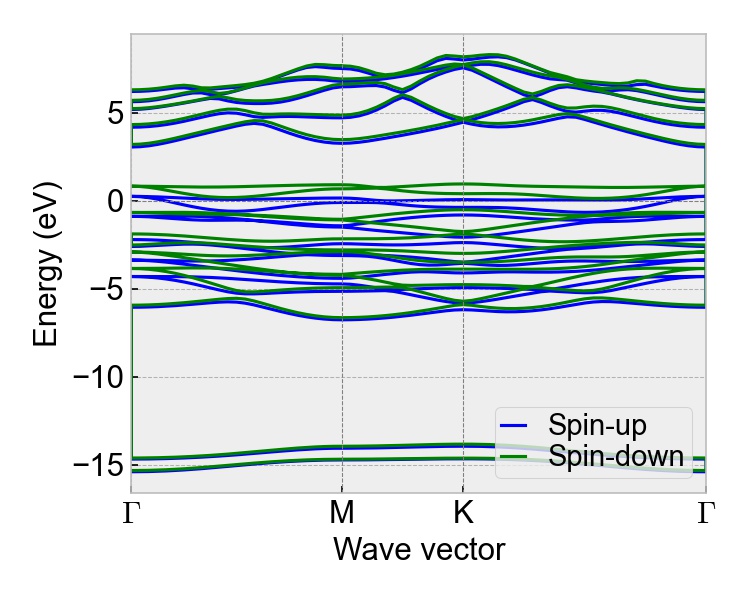 Energy (eV)
5
0
−5
−10
−15
Spin-up
Spin-down
Γ M K Γ
Wave vector